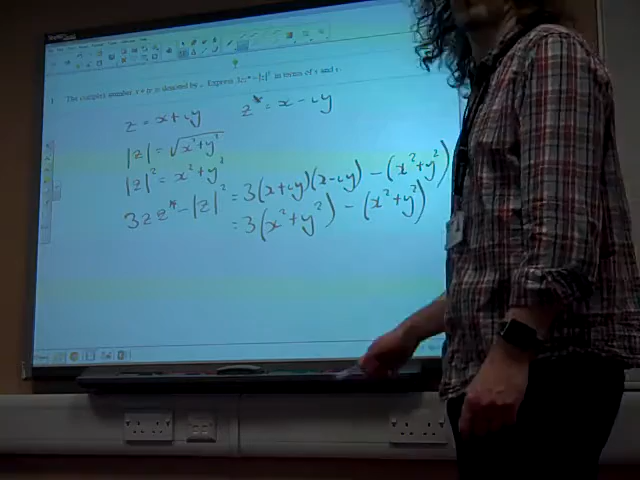 1 The complex number x + iy is denoted by z. Express 3zz* − |z|² in terms of x and y.
z = x + iy z* = x − iy
|z| = √(x² + y²)
|z|² = x² + y²
3zz* − |z|² = 3(x + iy)(x − iy) − (x² + y²)
= 3(x² + y²) − (x² + y²)